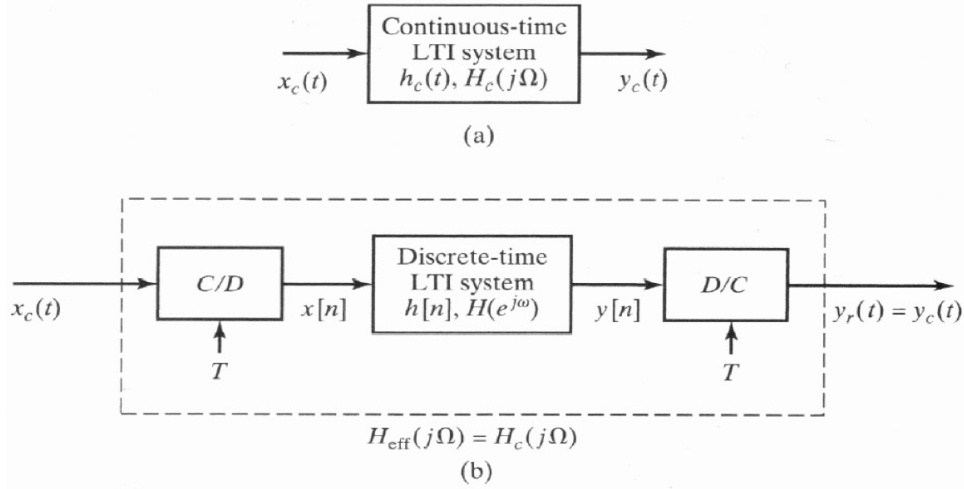 Continuous-time
LTI system
h_c(t), H_c(jΩ)
x_c(t)
y_c(t)
(a)
C/D
Discrete-time
LTI system
h[n], H(e^{jω})
D/C
x_c(t)
x[n]
y[n]
y_r(t) = y_c(t)
T
T
H_eff(jΩ) = H_c(jΩ)
(b)